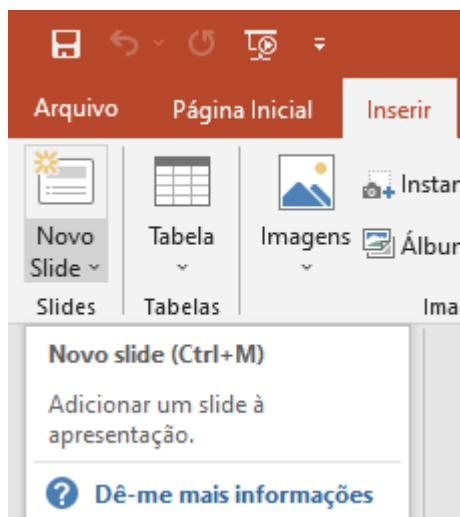 Arquivo Página Inicial Inserir
Novo Slide Tabela Imagens
Slides Tabelas
Novo slide (Ctrl+M)
Adicionar um slide à
apresentação.
Dê-me mais informações